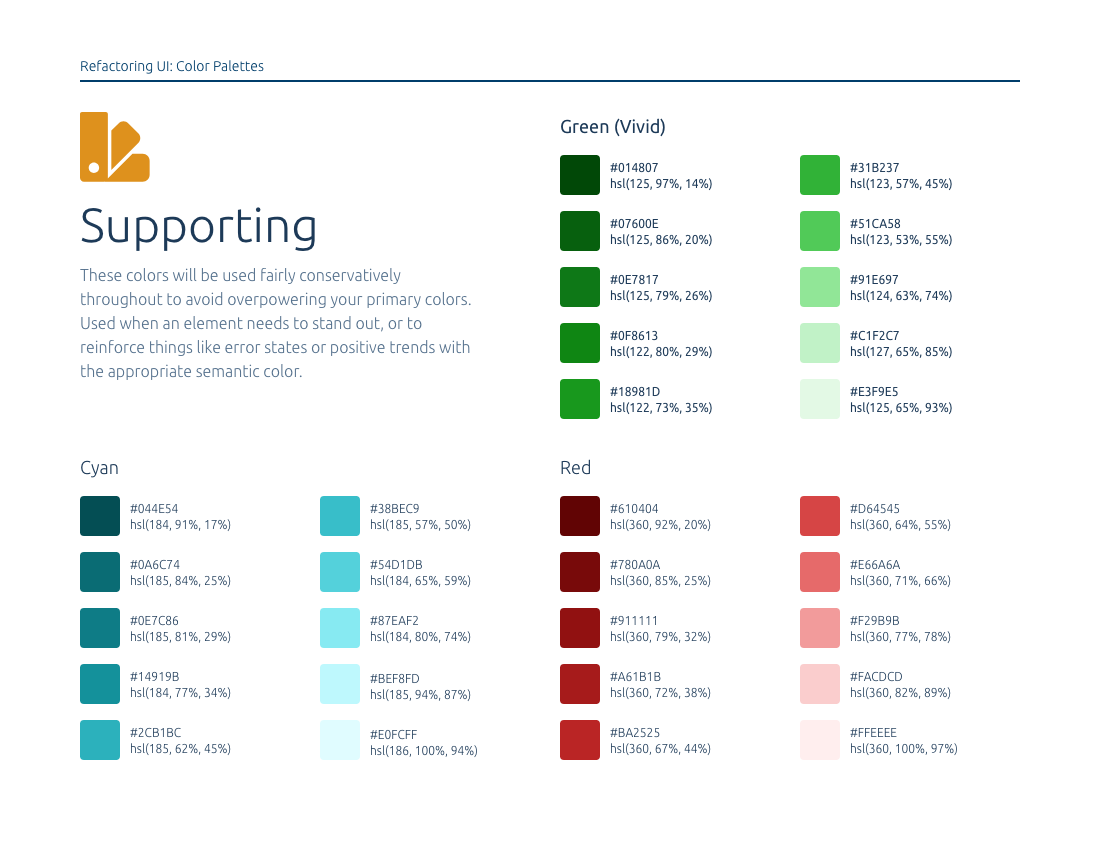 Refactoring UI: Color Palettes
Supporting
These colors will be used fairly conservatively
throughout to avoid overpowering your primary colors.
Used when an element needs to stand out, or to
reinforce things like error states or positive trends with
the appropriate semantic color.
Green (Vivid)
#014807
hsl(125, 97%, 14%)
#07600E
hsl(125, 86%, 20%)
#0E7817
hsl(125, 79%, 26%)
#0F8613
hsl(122, 80%, 29%)
#18981D
hsl(122, 73%, 35%)
#31B237
hsl(123, 57%, 45%)
#51CA58
hsl(123, 53%, 55%)
#91E697
hsl(124, 63%, 74%)
#C1F2C7
hsl(127, 65%, 85%)
#E3F9E5
hsl(125, 65%, 93%)
Cyan
#044E54
hsl(184, 91%, 17%)
#0A6C74
hsl(185, 84%, 25%)
#0E7C86
hsl(185, 81%, 29%)
#14919B
hsl(184, 77%, 34%)
#2CB1BC
hsl(185, 62%, 45%)
#38BEC9
hsl(185, 57%, 50%)
#54D1DB
hsl(184, 65%, 59%)
#87EAF2
hsl(184, 80%, 74%)
#BEF8FD
hsl(185, 94%, 87%)
#E0FCFF
hsl(186, 100%, 94%)
Red
#610404
hsl(360, 92%, 20%)
#780A0A
hsl(360, 85%, 25%)
#911111
hsl(360, 79%, 32%)
#A61B1B
hsl(360, 72%, 38%)
#BA2525
hsl(360, 67%, 44%)
#D64545
hsl(360, 64%, 55%)
#E66A6A
hsl(360, 71%, 66%)
#F29B9B
hsl(360, 77%, 78%)
#FACDCD
hsl(360, 82%, 89%)
#FFEEEE
hsl(360, 100%, 97%)